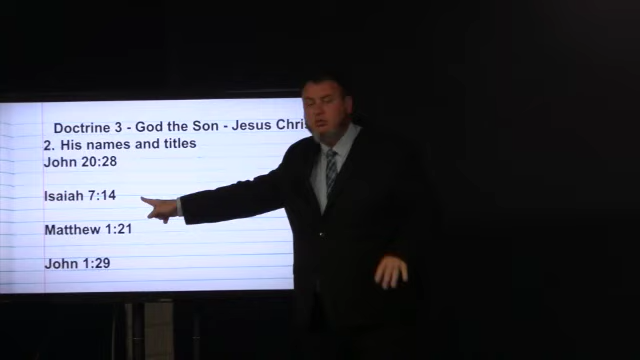 Doctrine 3 - God the Son - Jesus Chris
2. His names and titles
John 20:28
Isaiah 7:14
Matthew 1:21
John 1:29